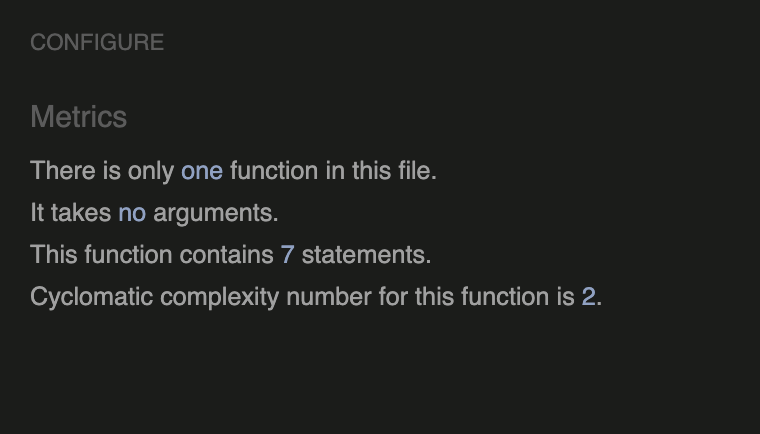 CONFIGURE
Metrics
There is only one function in this file.
It takes no arguments.
This function contains 7 statements.
Cyclomatic complexity number for this function is 2.